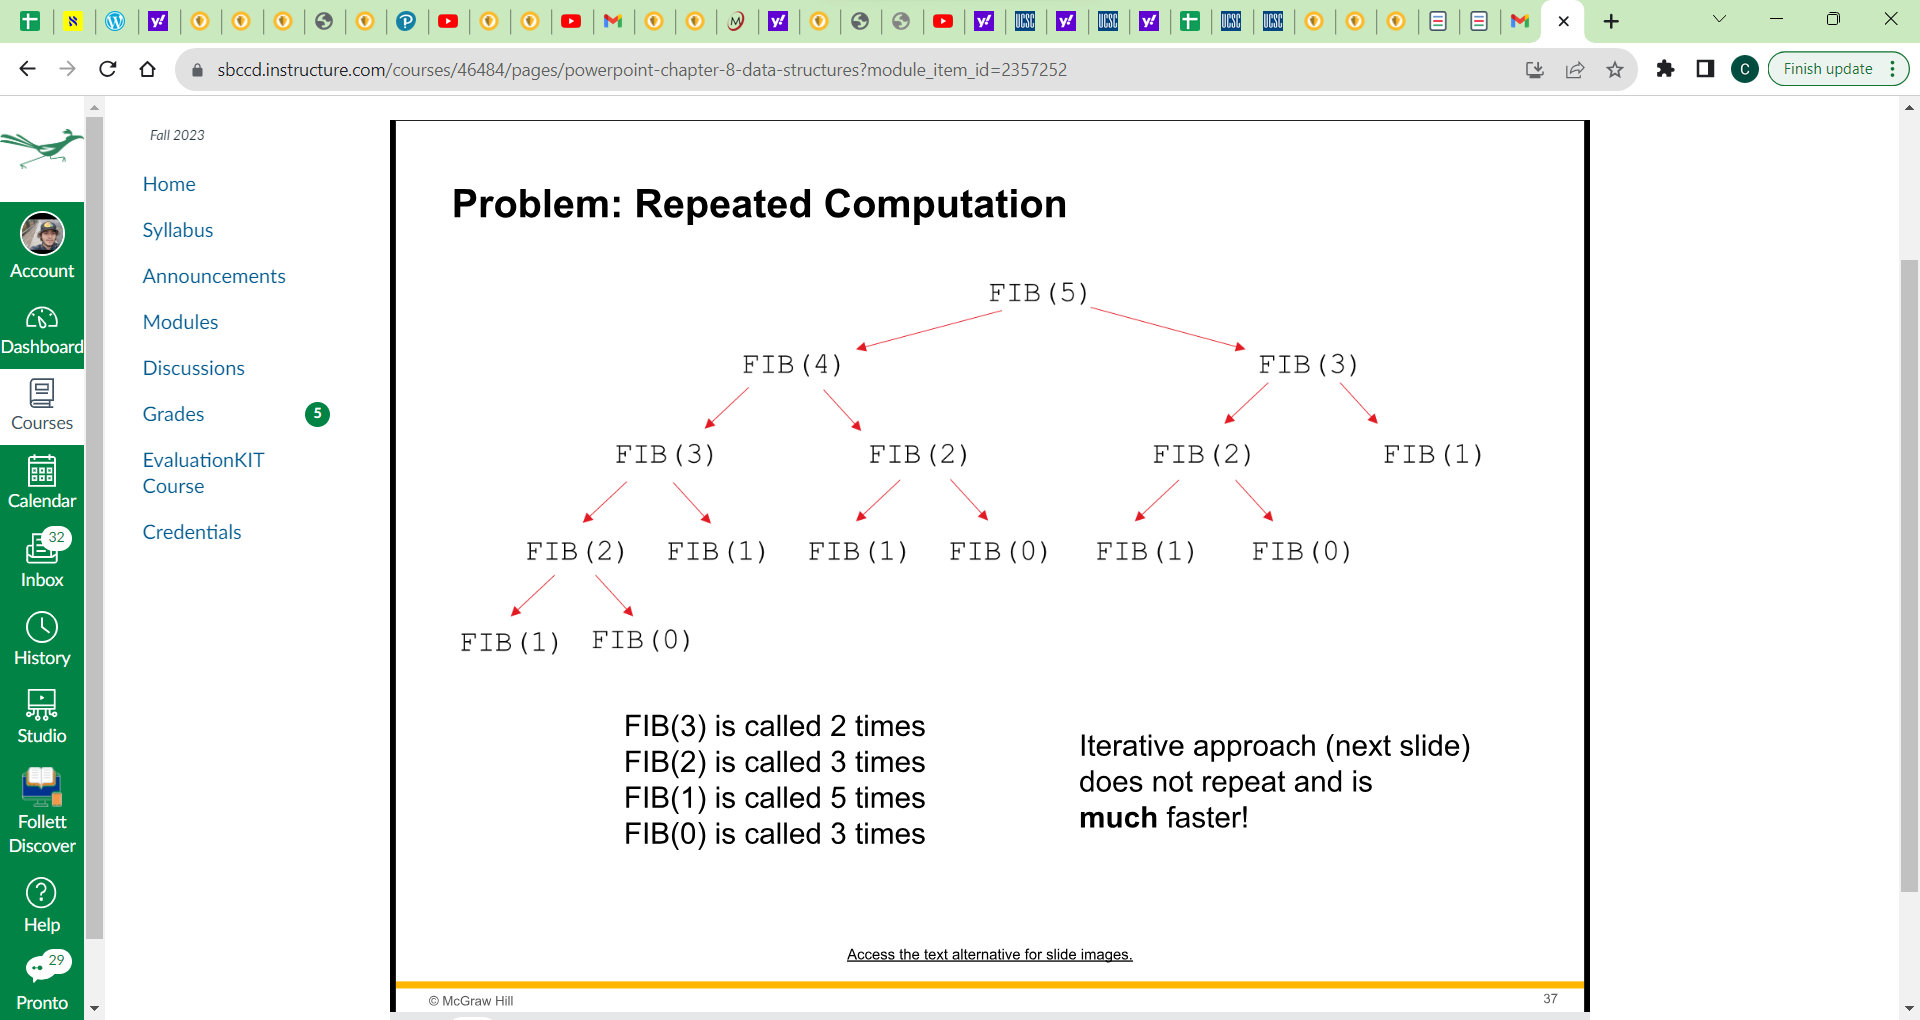 sbccd.instructure.com/courses/46484/pages/powerpoint-chapter-8-data-structures?module_item_id=2357252
C
Finish update
Account
Dashboard
Courses
Calendar
32
Inbox
History
Studio
Follett
Discover
Help
29
Pronto
Fall 2023
Home
Syllabus
Announcements
Modules
Discussions
Grades
5
EvaluationKIT
Course
Credentials
Problem: Repeated Computation
FIB(5)
FIB(4) FIB(3)
FIB(3) FIB(2) FIB(2) FIB(1)
FIB(2) FIB(1) FIB(1) FIB(0) FIB(1) FIB(0)
FIB(1) FIB(0)
FIB(3) is called 2 times
FIB(2) is called 3 times
FIB(1) is called 5 times
FIB(0) is called 3 times
Iterative approach (next slide)
does not repeat and is
much faster!
Access the text alternative for slide images.
© McGraw Hill
37